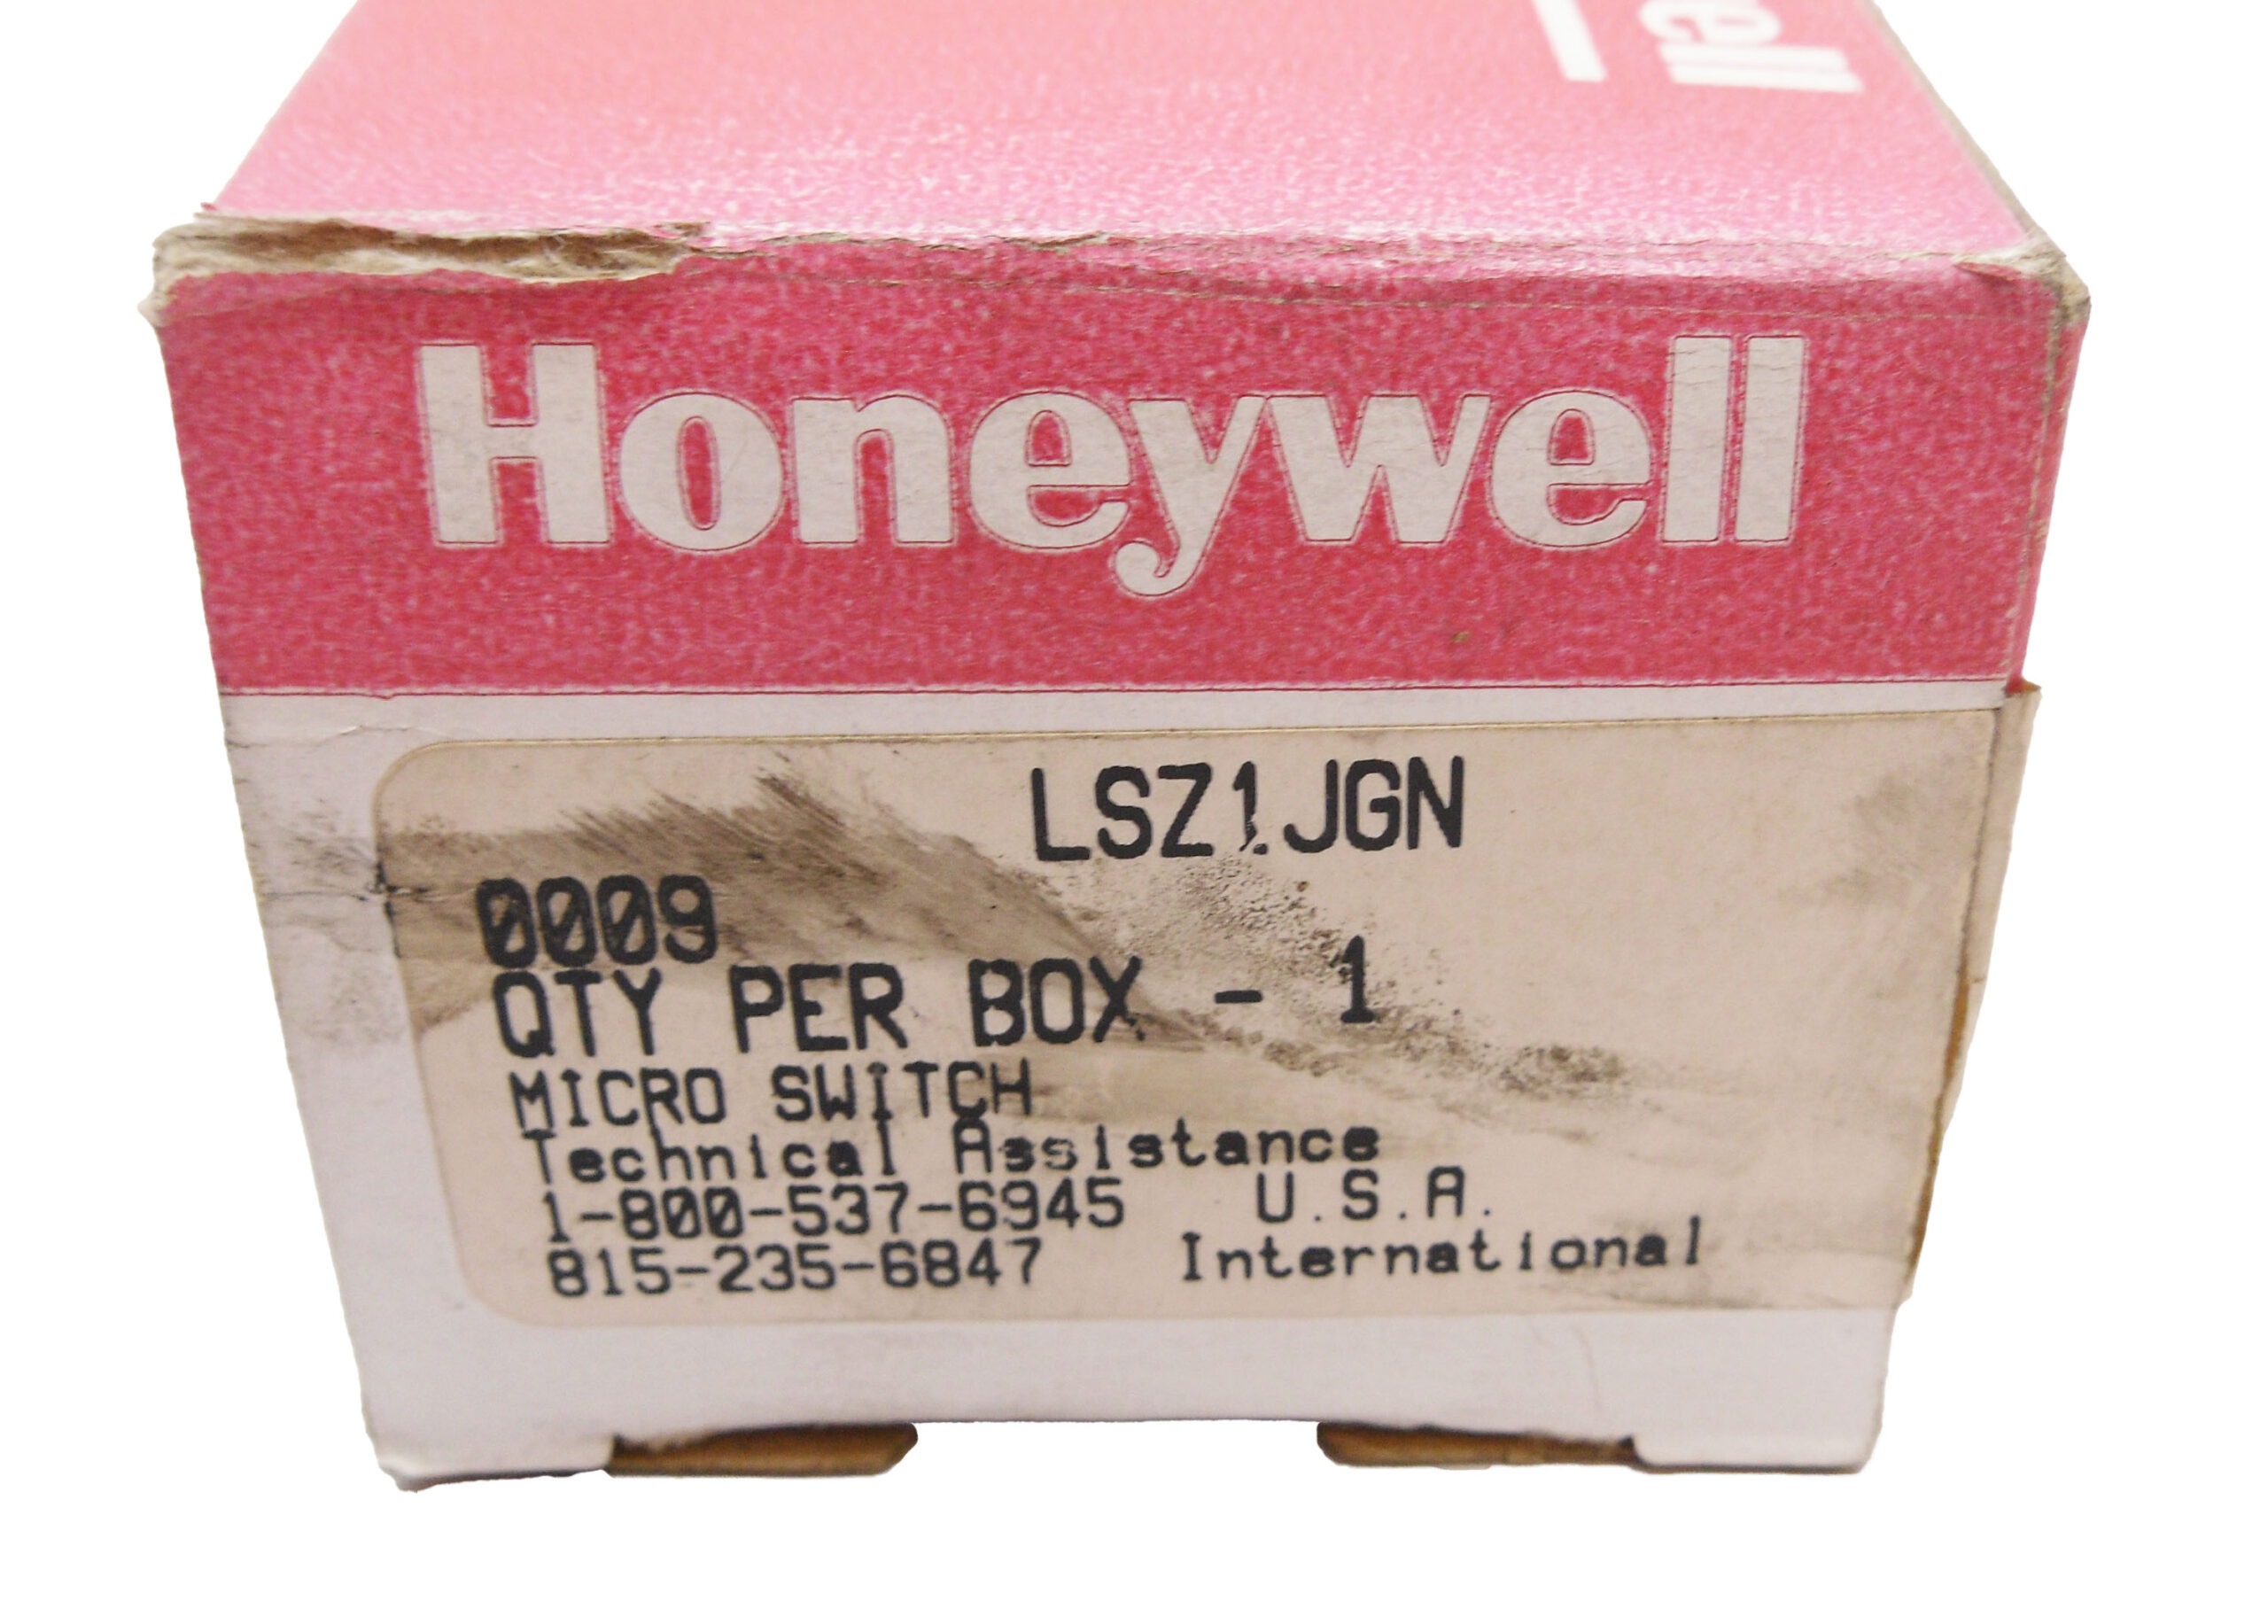 ell
Honeywell
LSZ1JGN
0009
QTY PER BOX - 1
MICRO SWITCH
Technical Assistance
1-800-537-6945 U.S.A.
815-235-6847 International